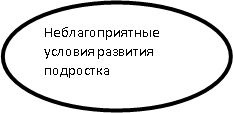 Неблагоприятные
условия развития
подростка